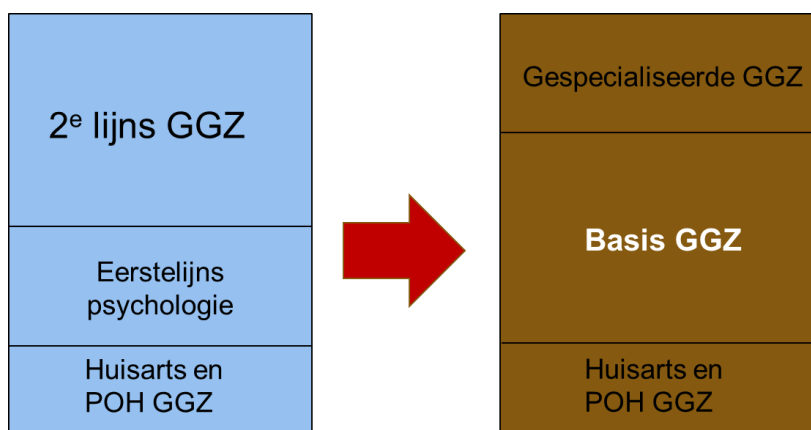 2e lijns GGZ
Eerstelijns
psychologie
Huisarts en
POH GGZ
Gespecialiseerde GGZ
Basis GGZ
Huisarts en
POH GGZ